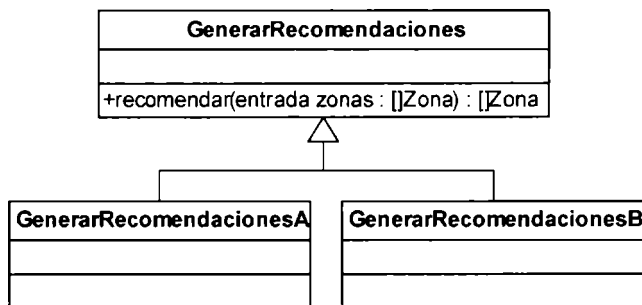 GenerarRecomendaciones
+recomendar(entrada zonas : []Zona) : []Zona
GenerarRecomendacionesA
GenerarRecomendacionesB